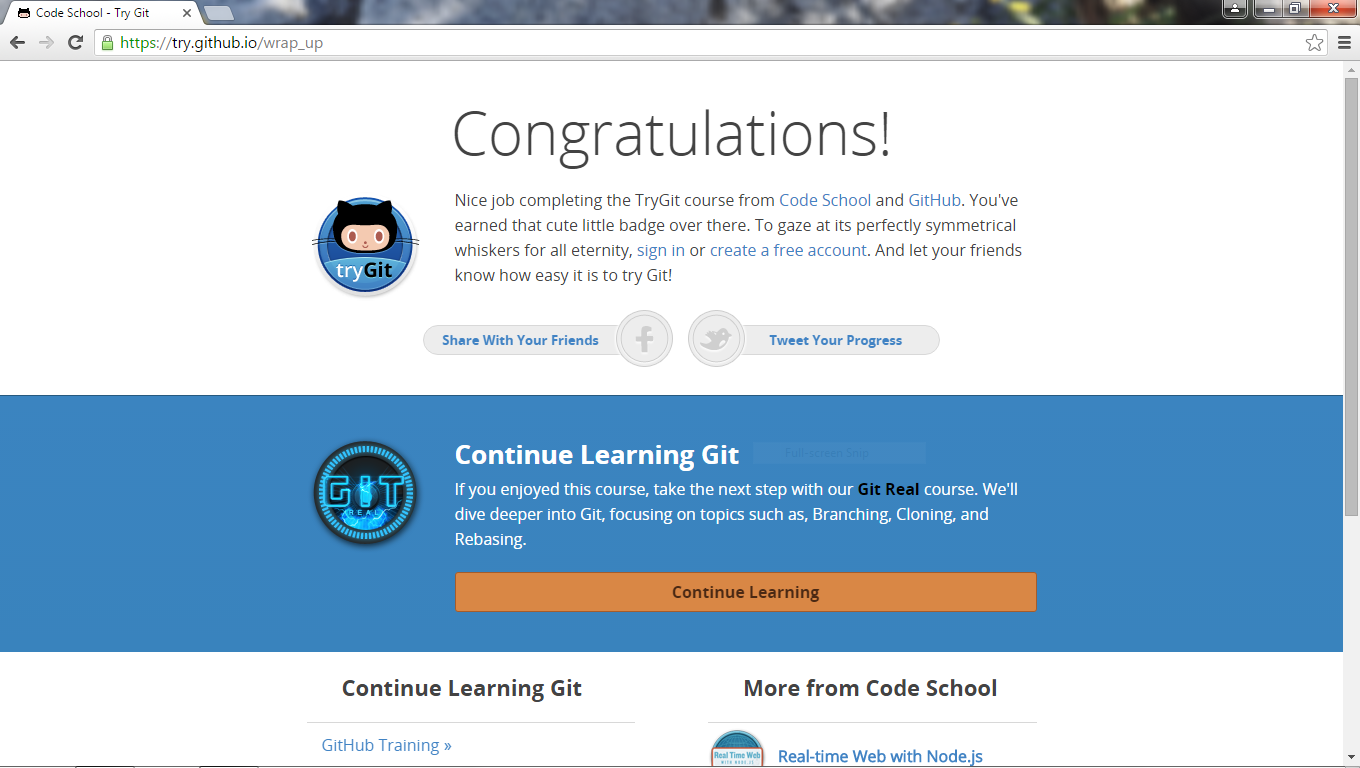 Code School - Try Git
https://try.github.io/wrap_up
Congratulations!
Nice job completing the TryGit course from Code School and GitHub. You've
earned that cute little badge over there. To gaze at its perfectly symmetrical
whiskers for all eternity, sign in or create a free account. And let your friends
know how easy it is to try Git!
tryGit
Share With Your Friends
Tweet Your Progress
Continue Learning Git
Full-screen Snip
If you enjoyed this course, take the next step with our Git Real course. We'll
dive deeper into Git, focusing on topics such as, Branching, Cloning, and
Rebasing.
GIT
REAL
Continue Learning
Continue Learning Git
GitHub Training »
More from Code School
Real Time Web
WITH NODE.JS
Real-time Web with Node.js